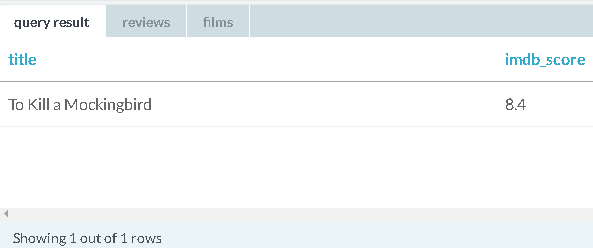 query result reviews films
title imdb_score
To Kill a Mockingbird 8.4
Showing 1 out of 1 rows